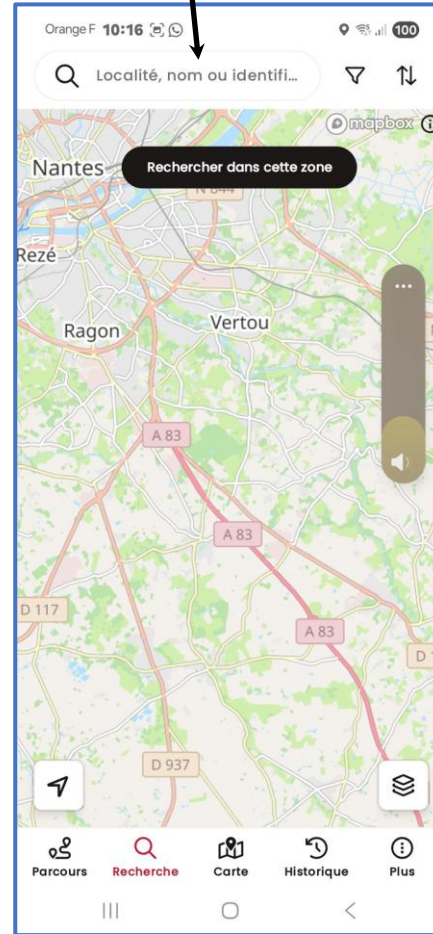 Orange F 10:16 100
Localité, nom ou identifi...
mapbox
Nantes
Rechercher dans cette zone
N 844
Rezé
Ragon
Vertou
A 83
A 83
D 117
A 83
D 937
Parcours Recherche Carte Historique Plus